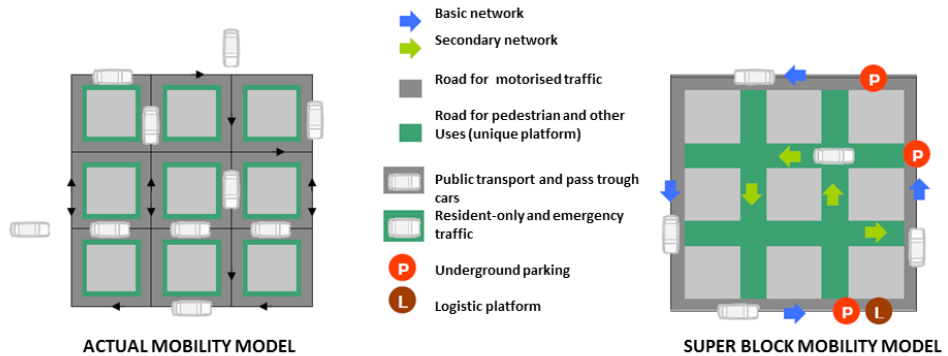 Basic network
Secondary network
Road for motorised traffic
Road for pedestrian and other
Uses (unique platform)
Public transport and pass trough
cars
Resident-only and emergency
traffic
P Underground parking
L Logistic platform
P
P
P L
ACTUAL MOBILITY MODEL
SUPER BLOCK MOBILITY MODEL